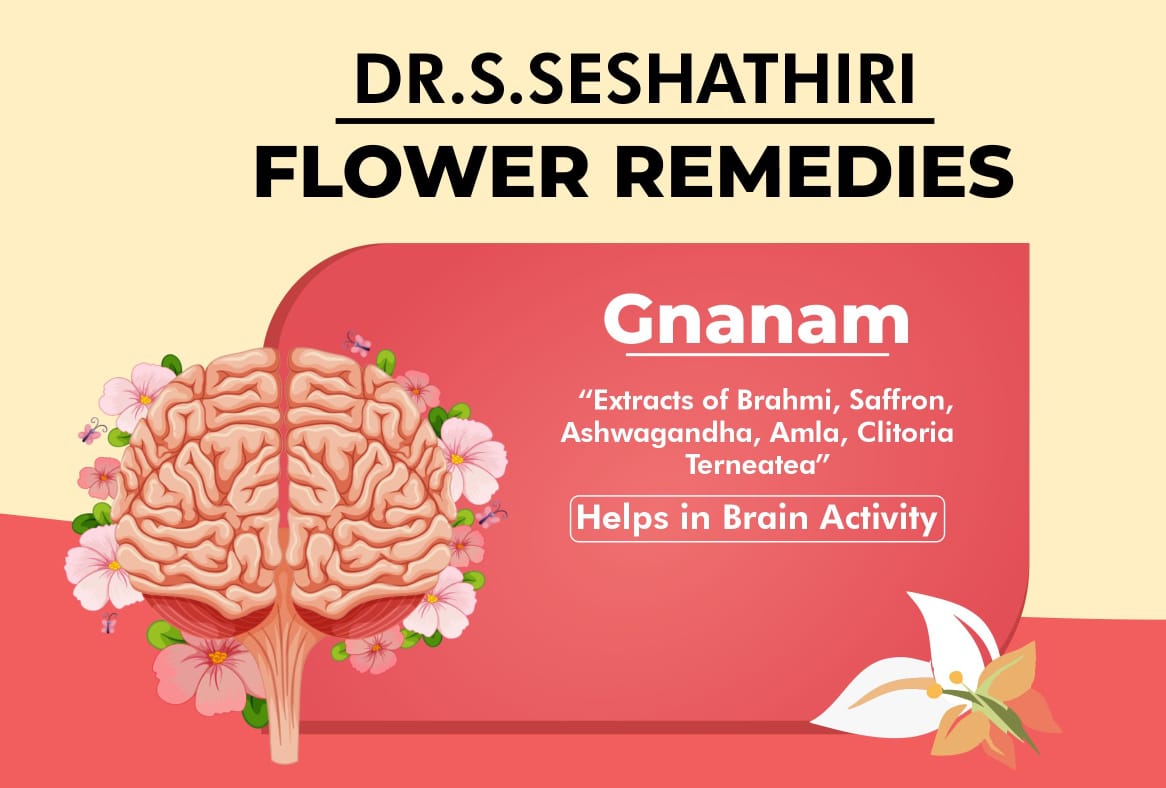 DR.S.SESHATHIRI
FLOWER REMEDIES
Gnanam
“Extracts of Brahmi, Saffron,
Ashwagandha, Amla, Clitoria
Terneatea”
Helps in Brain Activity